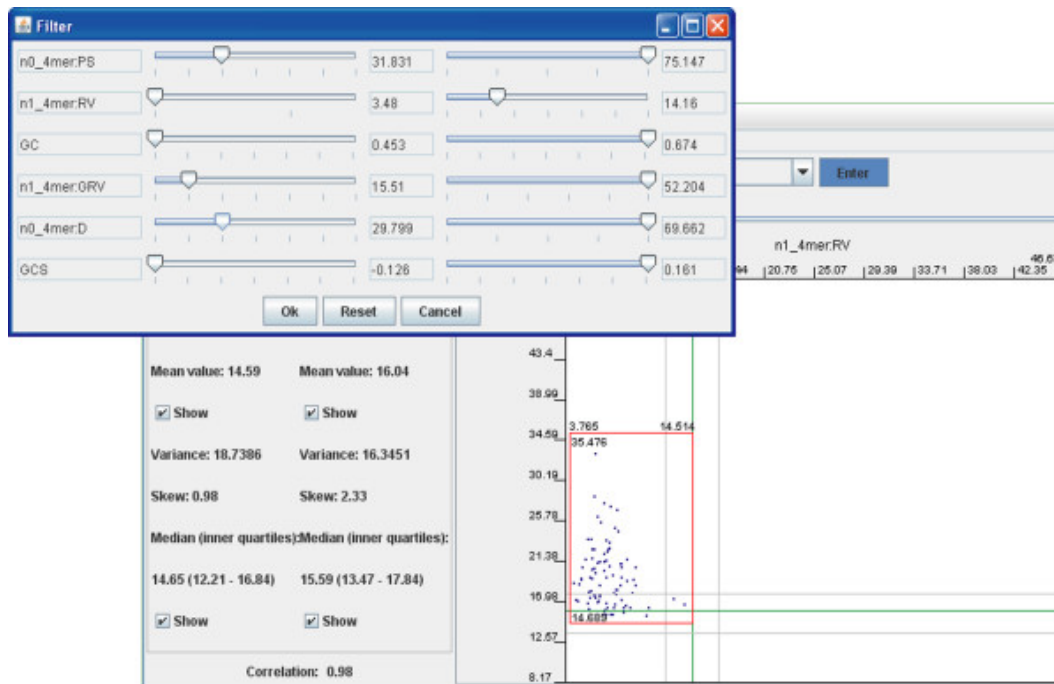 Filter
n0_4mer:PS 31.831 75.147
n1_4mer:RV 3.48 14.16
GC 0.453 0.674
n1_4mer:GRV 15.51 52.204
n0_4mer:D 29.799 69.662
GCS -0.126 0.161
Ok Reset Cancel
Enter
n1_4mer:RV
20.76 25.07 29.39 33.71 38.03 42.35
Mean value: 14.59 Mean value: 16.04
Show Show
Variance: 18.7386 Variance: 16.3451
Skew: 0.98 Skew: 2.33
Median (inner quartiles): Median (inner quartiles):
14.65 (12.21 - 16.84) 15.59 (13.47 - 17.84)
Show Show
Correlation: 0.98
43.4
38.99
34.59
30.19
25.78
21.38
16.98
12.57
8.17
3.765 14.514
35.476
14.689